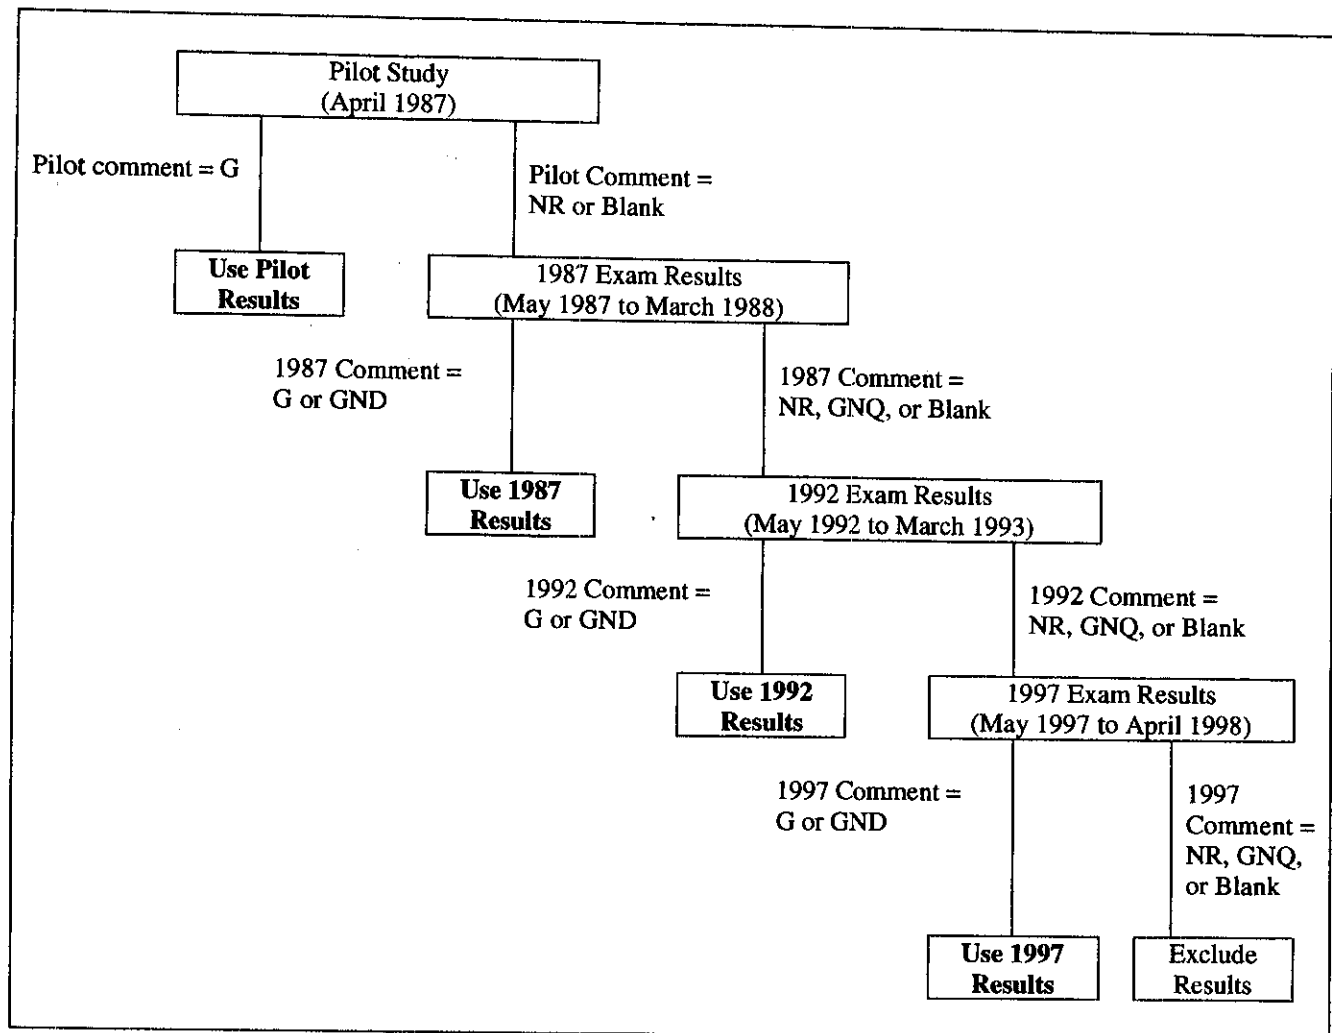 Pilot Study
(April 1987)
Pilot comment = G
Pilot Comment =
NR or Blank
Use Pilot
Results
1987 Exam Results
(May 1987 to March 1988)
1987 Comment =
G or GND
1987 Comment =
NR, GNQ, or Blank
Use 1987
Results
1992 Exam Results
(May 1992 to March 1993)
1992 Comment =
G or GND
1992 Comment =
NR, GNQ, or Blank
Use 1992
Results
1997 Exam Results
(May 1997 to April 1998)
1997 Comment =
G or GND
1997
Comment =
NR, GNQ,
or Blank
Use 1997
Results
Exclude
Results